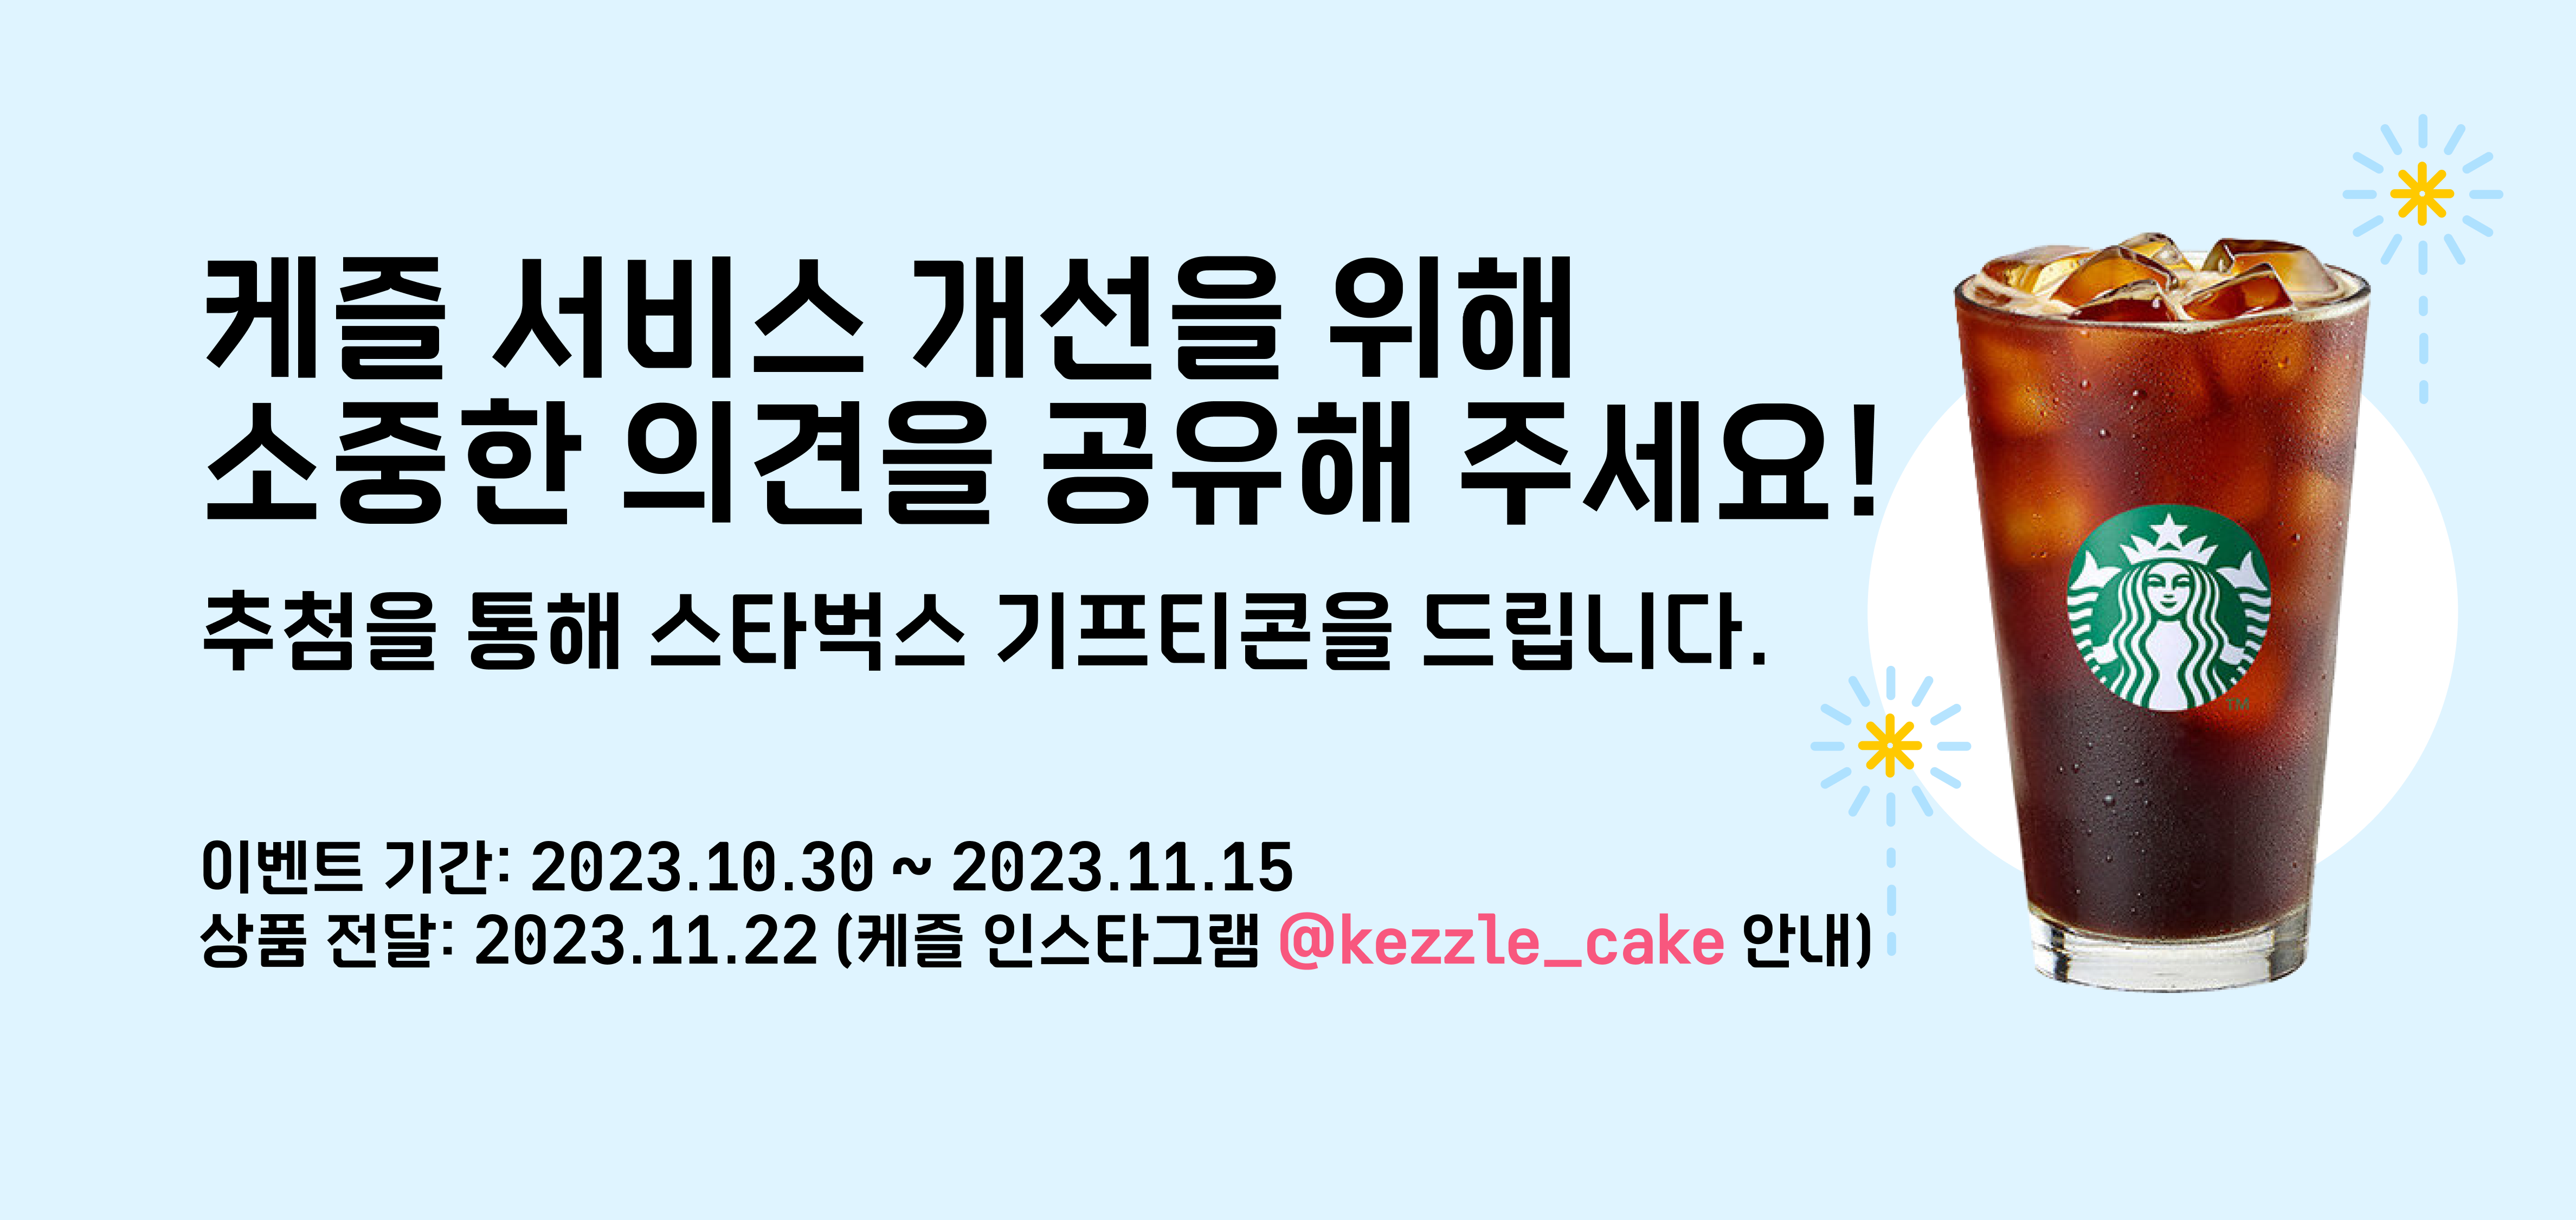 케즐 서비스 개선을 위해
소중한 의견을 공유해 주세요!
추첨을 통해 스타벅스 기프티콘을 드립니다.
이벤트 기간: 2023.10.30 ~ 2023.11.15
상품 전달: 2023.11.22 (케즐 인스타그램 @kezzle_cake 안내)
TM